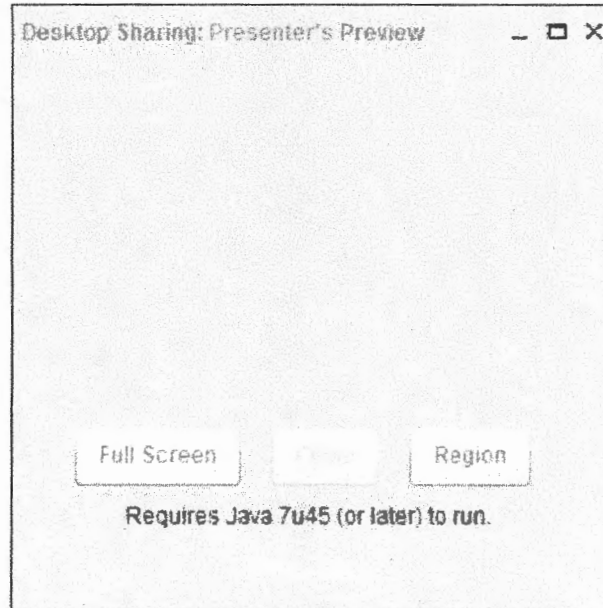 Desktop Sharing: Presenter's Preview
Full Screen
Region
Requires Java 7u45 (or later) to run.